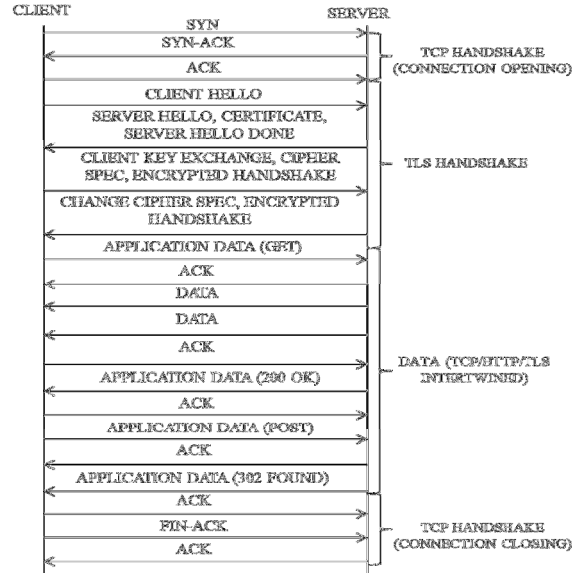 CLIENT
SERVER
SYN
SYN-ACK
ACK
TCP HANDSHAKE
(CONNECTION OPENING)
CLIENT HELLO
SERVER HELLO, CERTIFICATE,
SERVER HELLO DONE
CLIENT KEY EXCHANGE, CIPHER
SPEC, ENCRYPTED HANDSHAKE
TLS HANDSHAKE
CHANGE CIPHER SPEC, ENCRYPTED
HANDSHAKE
APPLICATION DATA (GET)
ACK
DATA
DATA
ACK
DATA (TCP/HTTP/TLS
INTERTWINED)
APPLICATION DATA (200 OK)
ACK
APPLICATION DATA (POST)
ACK
APPLICATION DATA (302 FOUND)
ACK
FIN-ACK
ACK
TCP HANDSHAKE
(CONNECTION CLOSING)